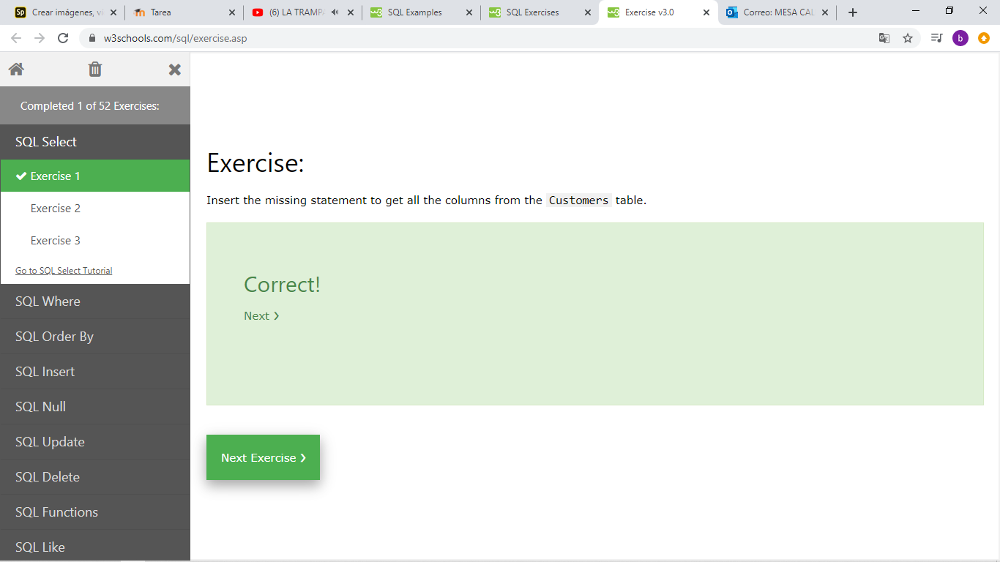 Sp Crear imágenes, ví
Tarea
(6) LA TRAMPA
SQL Examples
SQL Exercises
Exercise v3.0
Correo: MESA CAL
w3schools.com/sql/exercise.asp
b
Completed 1 of 52 Exercises:
SQL Select
Exercise 1
Exercise 2
Exercise 3
Go to SQL Select Tutorial
SQL Where
SQL Order By
SQL Insert
SQL Null
SQL Update
SQL Delete
SQL Functions
SQL Like
Exercise:
Insert the missing statement to get all the columns from the Customers table.
Correct!
Next ❯
Next Exercise ❯